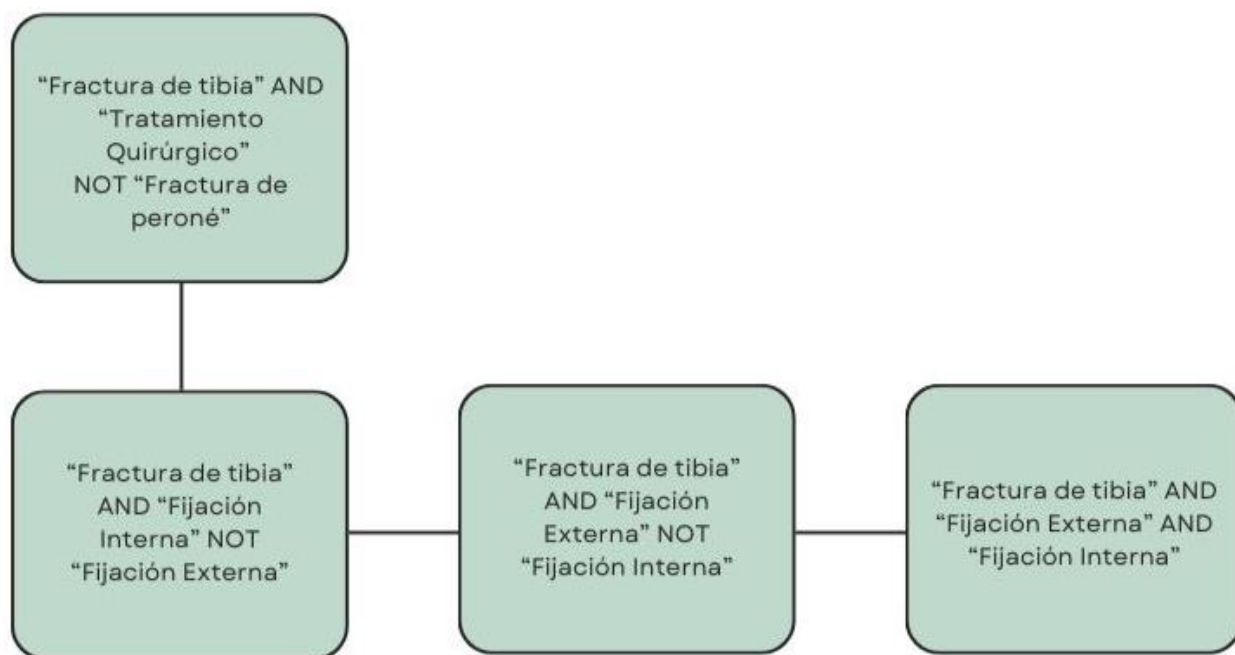 “Fractura de tibia” AND
“Tratamiento
Quirúrgico”
NOT “Fractura de
peroné”
“Fractura de tibia”
AND “Fijación
Interna” NOT
“Fijación Externa”
“Fractura de tibia”
AND “Fijación
Externa” NOT
“Fijación Interna”
“Fractura de tibia” AND
“Fijación Externa” AND
“Fijación Interna”